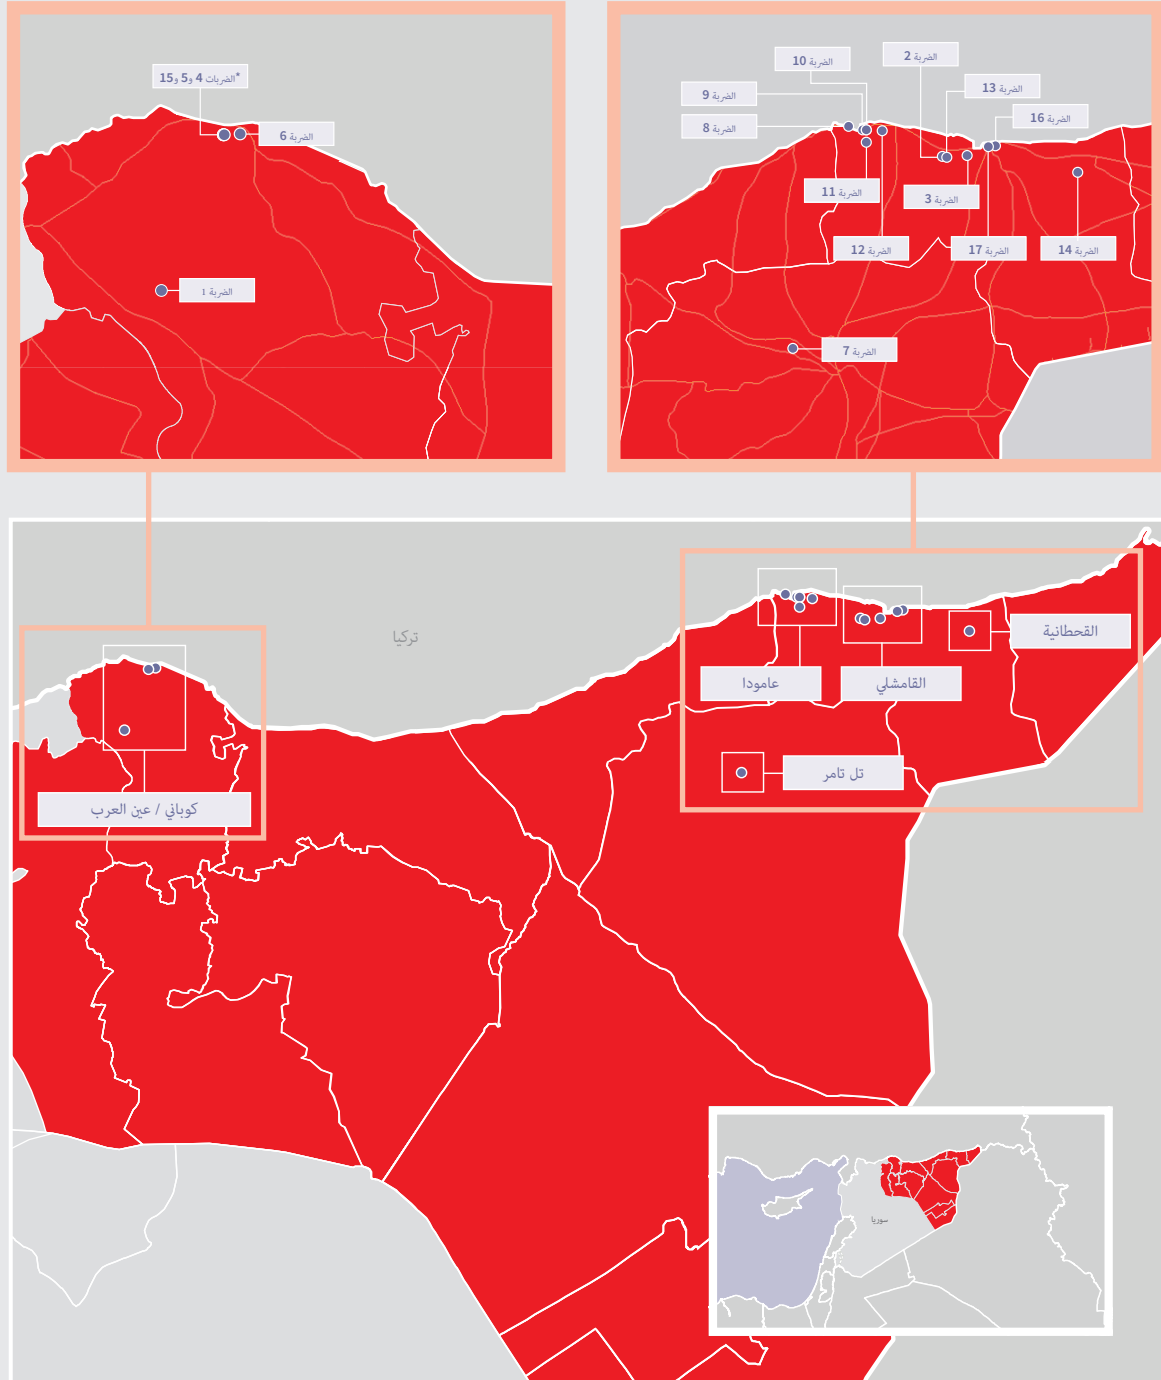 *الضربات 4 و5 و15
الضربة 6
الضربة 1
الضربة 2
الضربة 10
الضربة 13
الضربة 9
الضربة 16
الضربة 8
الضربة 11
الضربة 3
الضربة 12
الضربة 17
الضربة 14
الضربة 7
تركيا
القحطانية
عامودا
القامشلي
تل تامر
كوباني / عين العرب
سوريا